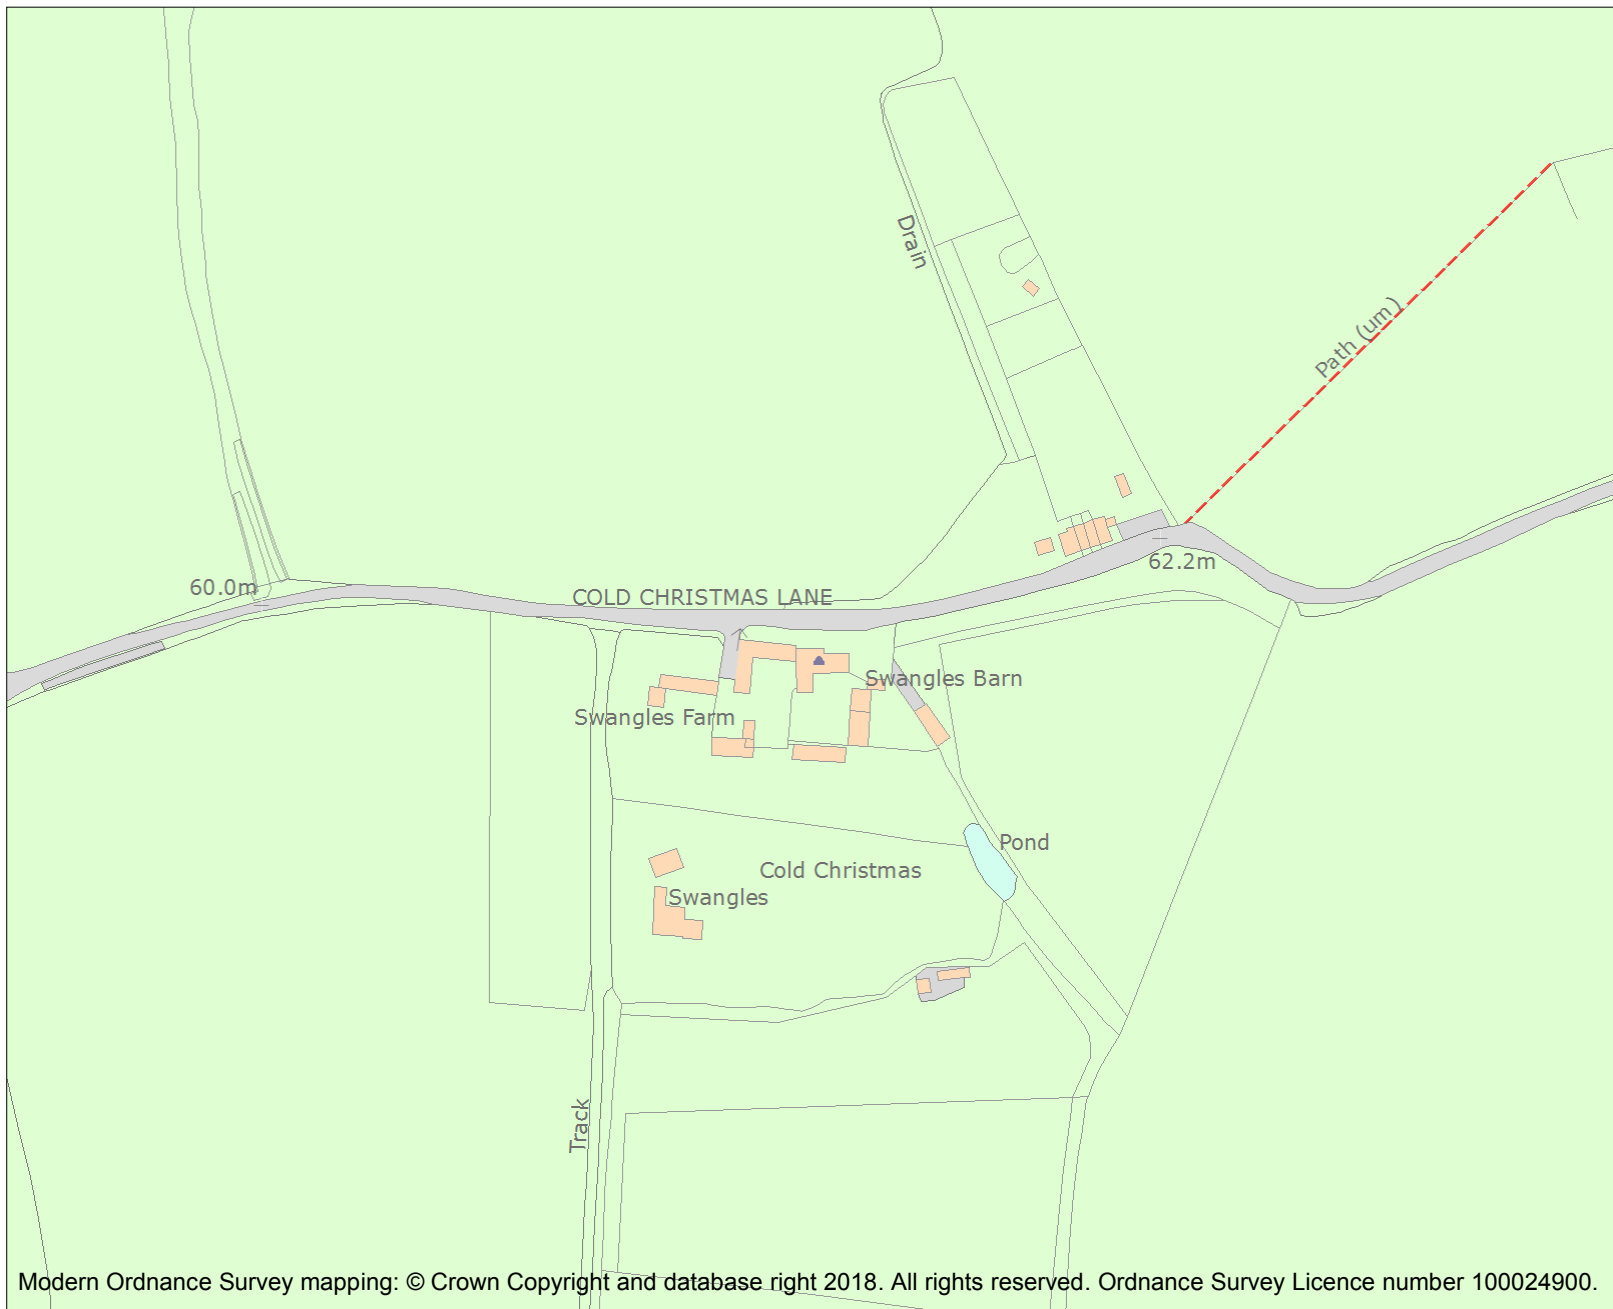 Drain
Path (um)
62.2m
60.0m
COLD CHRISTMAS LANE
Swangles Barn
Swangles Farm
Pond
Cold Christmas
Swangles
Track
Modern Ordnance Survey mapping: © Crown Copyright and database right 2018. All rights reserved. Ordnance Survey Licence number 100024900.